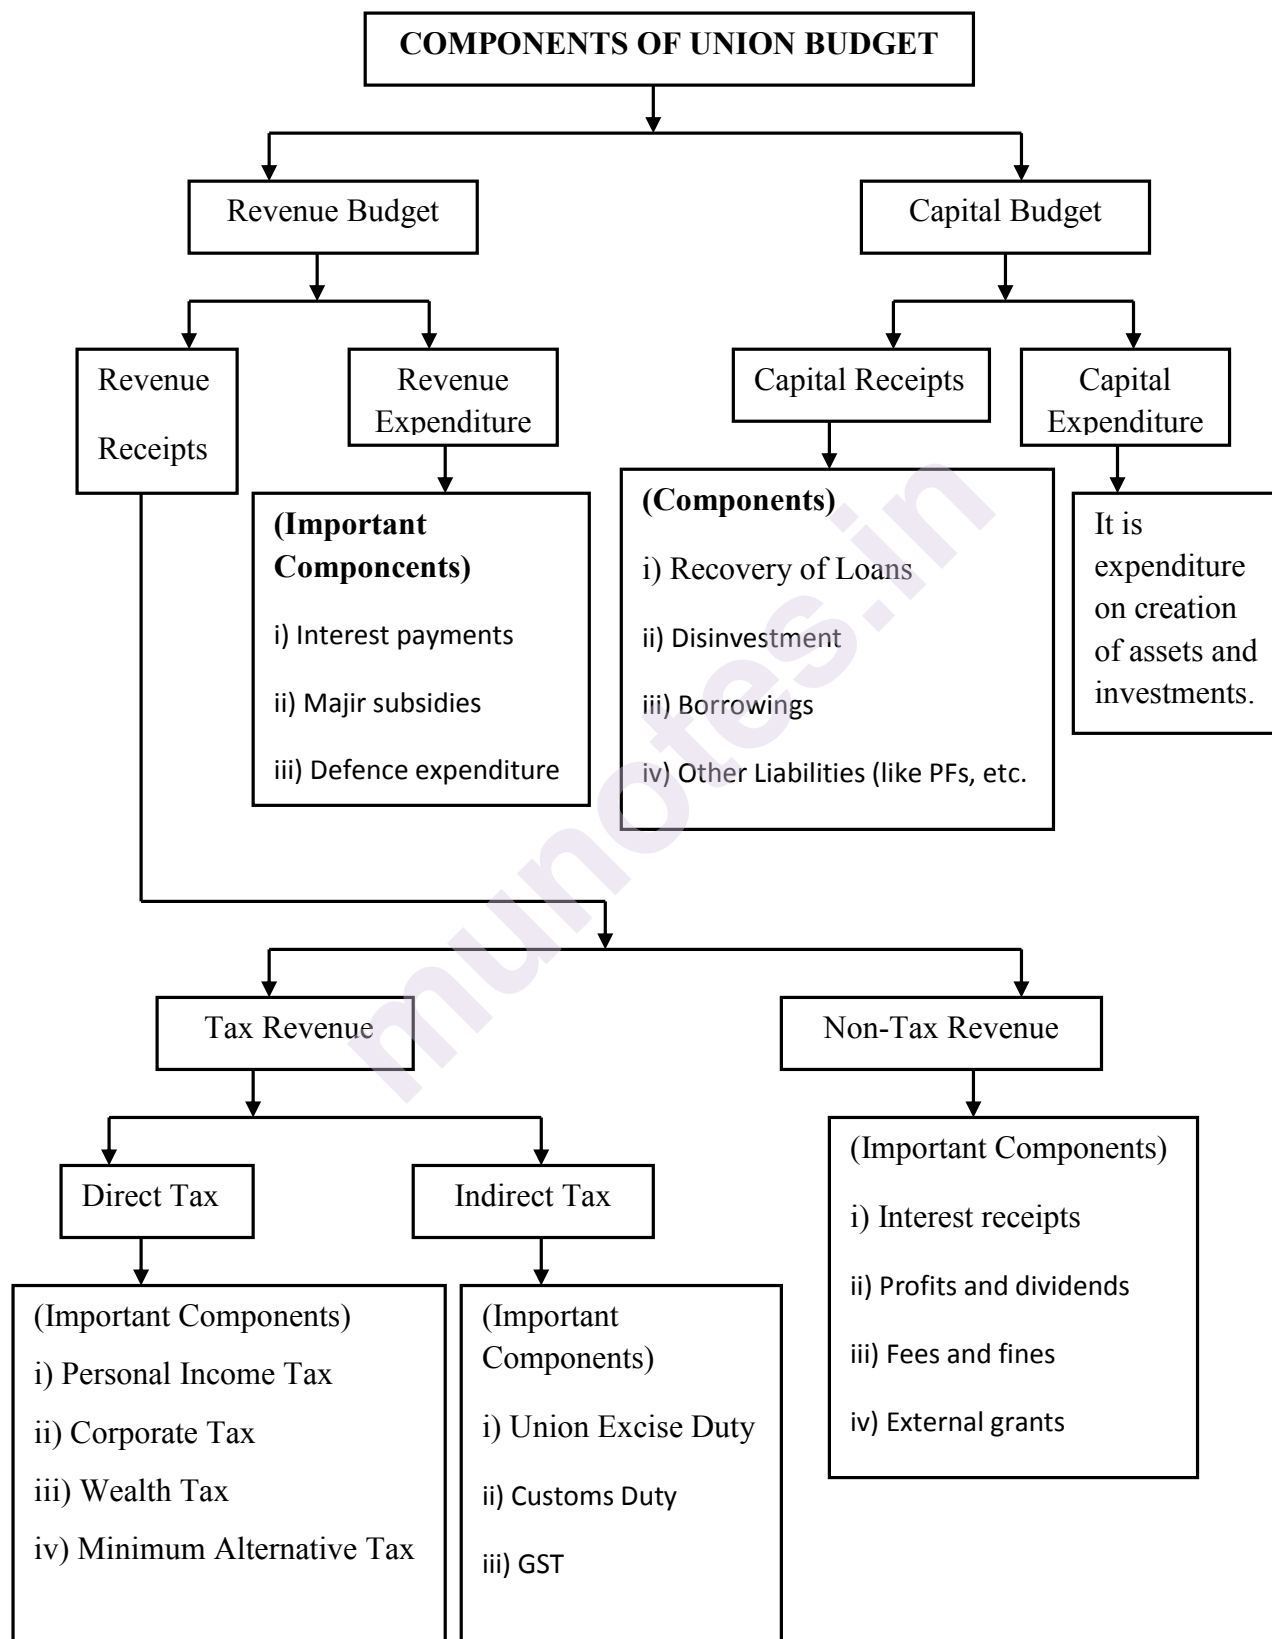 COMPONENTS OF UNION BUDGET
Revenue Budget
Capital Budget
Revenue
Receipts
Revenue
Expenditure
Capital Receipts
Capital
Expenditure
(Important
Componcents)
i) Interest payments
ii) Majir subsidies
iii) Defence expenditure
(Components)
i) Recovery of Loans
ii) Disinvestment
iii) Borrowings
iv) Other Liabilities (like PFs, etc.
It is
expenditure
on creation
of assets and
investments.
munotes.in
Tax Revenue
Non-Tax Revenue
Direct Tax
Indirect Tax
(Important Components)
i) Personal Income Tax
ii) Corporate Tax
iii) Wealth Tax
iv) Minimum Alternative Tax
(Important
Components)
i) Union Excise Duty
ii) Customs Duty
iii) GST
(Important Components)
i) Interest receipts
ii) Profits and dividends
iii) Fees and fines
iv) External grants